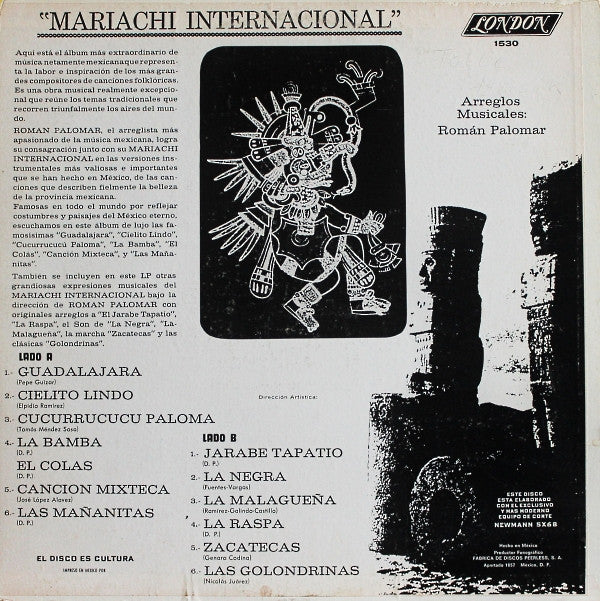 “MARIACHI INTERNACIONAL”
LONDON
1530
Aquí está el álbum más extraordinario de
música netamente mexicana que represen-
ta la labor e inspiración de los más gran-
des compositores de canciones folklóricas.
Es una obra musical realmente excepcio-
nal que reúne los temas tradicionales que
recorren triunfalmente los aires del mun-
do.
ROMAN PALOMAR, el arreglista más
apasionado de la música mexicana, logra
su consagración junto con su MARIACHI
INTERNACIONAL en las versiones ins-
trumentales más valiosas e importantes
que se han hecho en México, de las can-
ciones que describen fielmente la belleza
de la provincia mexicana.
Famosas en todo el mundo por reflejar
costumbres y paisajes del México eterno,
escuchamos en este álbum de lujo las fa-
mosísimas "Guadalajara", "Cielito Lindo",
"Cucurrucucú Paloma", "La Bamba", "El
Colás". "Canción Mixteca", y "Las Maña-
nitas".
También se incluyen en este LP otras
grandiosas expresiones musicales del
MARIACHI INTERNACIONAL bajo la
dirección de ROMAN PALOMAR con
originales arreglos a "El Jarabe Tapatío",
"La Raspa", el Son de "La Negra", "La-
Malagueña", la marcha "Zacatecas" y las
clásicas "Golondrinas".
Arreglos
Musicales:
Román Palomar
LADO A
1.- GUADALAJARA
(Pepe Guízar)
2.- CIELITO LINDO
(Elpidio Ramírez)
3.- CUCURRUCUCU PALOMA
(Tomás Méndez Sosa)
4.- LA BAMBA
(D. P.)
EL COLAS
(D. P.)
5.- CANCION MIXTECA
(José López Alavez)
6.- LAS MAÑANITAS
(D. P.)
Dirección Artística:
LADO B
1.- JARABE TAPATIO
(D. P.)
2.- LA NEGRA
(Fuentes-Vargas)
3.- LA MALAGUEÑA
(Ramírez-Galindo-Castillo)
4.- LA RASPA
(D. P.)
5.- ZACATECAS
(Genaro Codina)
6.- LAS GOLONDRINAS
(Nicolás Juárez)
EL DISCO ES CULTURA
IMPRESO EN MEXICO POR
ESTE DISCO
ESTA ELABORADO
CON EL EXCLUSIVO
Y MAS MODERNO
EQUIPO DE CORTE
NEWMANN SX68
Hecho en México
Productor Fonográfico
FABRICA DE DISCOS PEERLESS, S. A.
Apartado 1957 México, D. F.